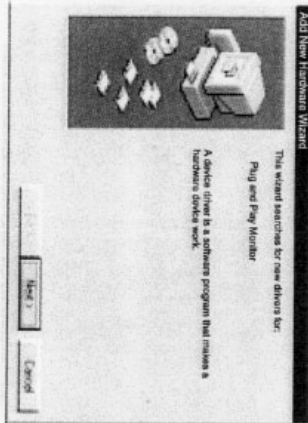 Add New Hardware Wizard
This wizard searches for new drivers for:
Plug and Play Monitor
A device driver is a software program that makes a
hardware device work.
Next >
Cancel